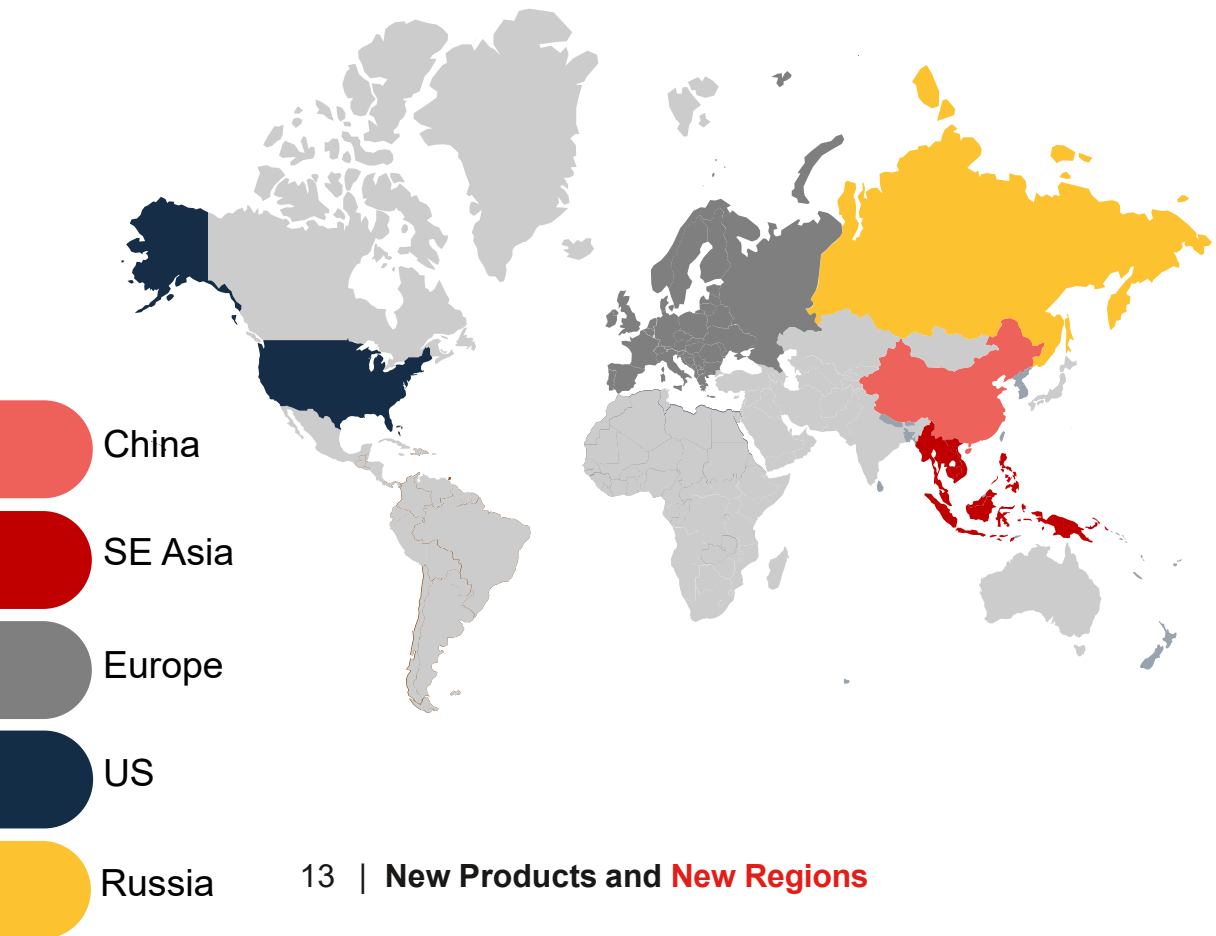 China
SE Asia
Europe
US
Russia
13 | New Products and New Regions